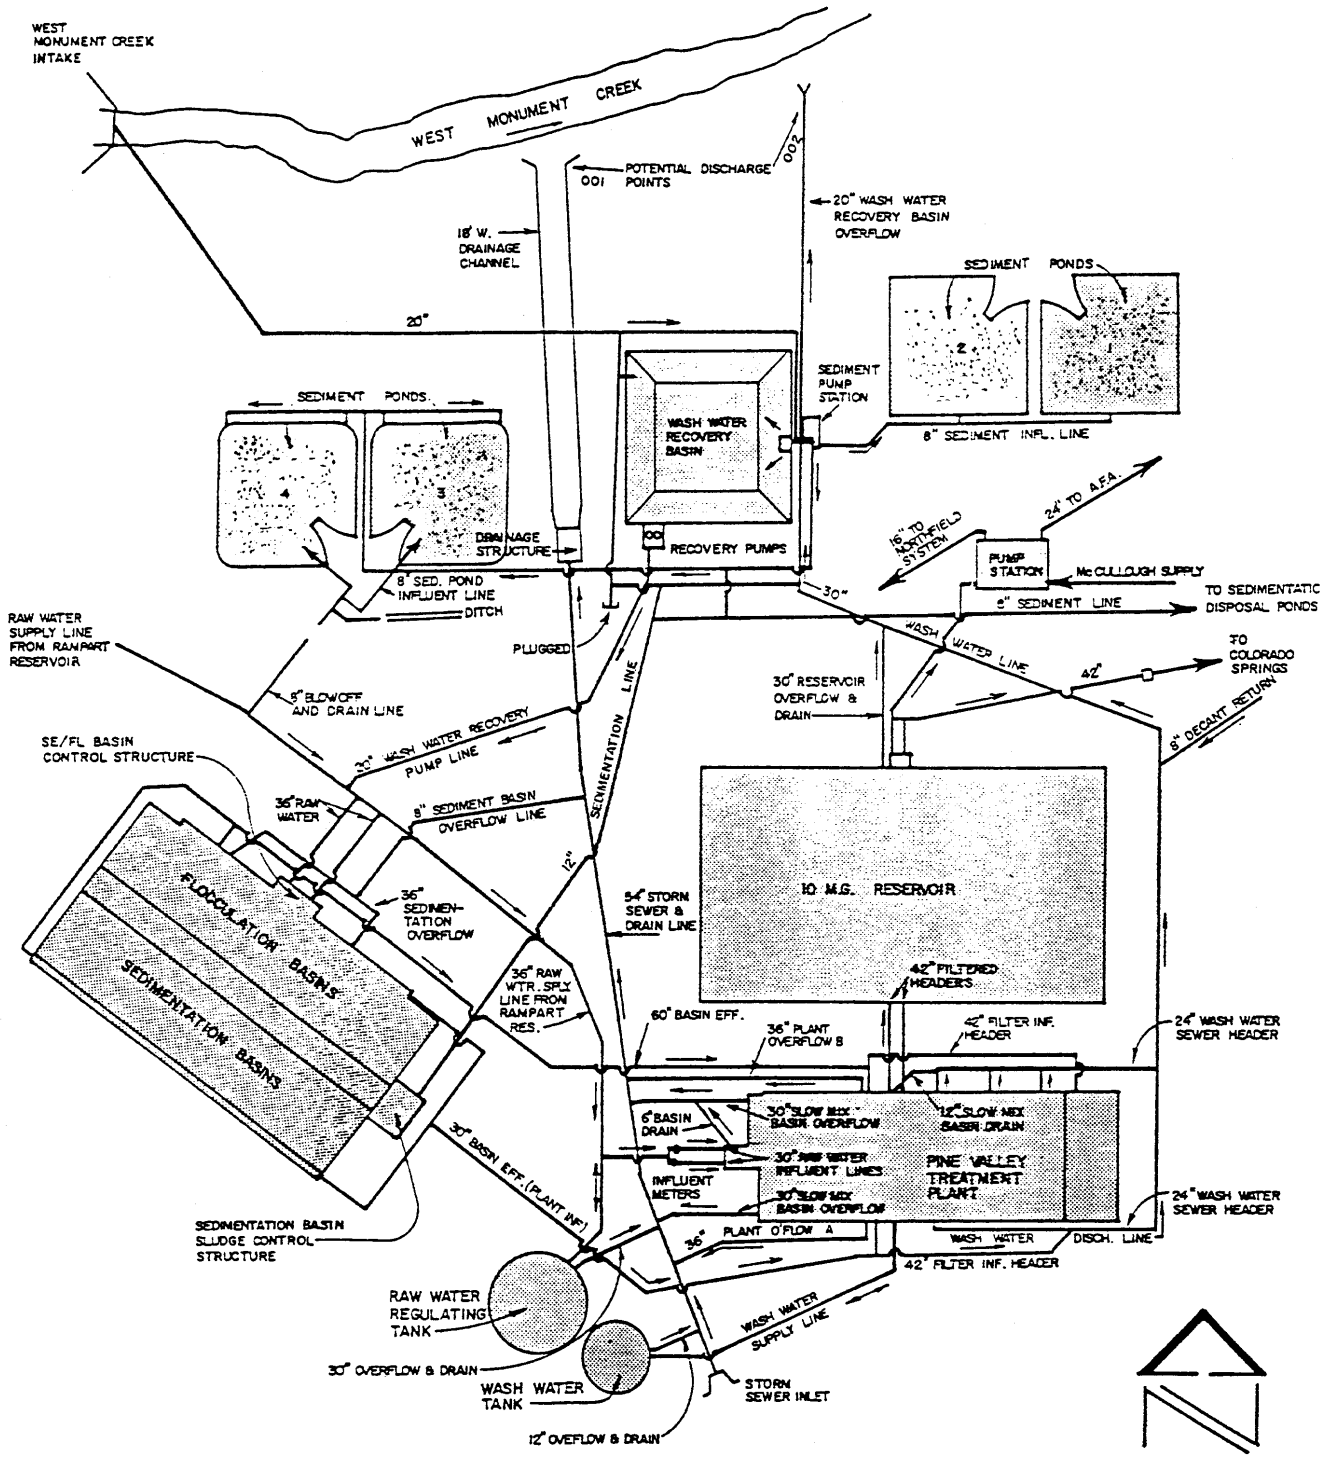 WEST
MONUMENT CREEK
INTAKE
WEST MONUMENT CREEK
001
POTENTIAL DISCHARGE
POINTS
002
20" WASH WATER
RECOVERY BASIN
OVERFLOW
18' W.
DRAINAGE
CHANNEL
SEDIMENT PONDS
2
1
20"
SEDIMENT
PUMP
STATION
8" SEDIMENT INFL. LINE
SEDIMENT PONDS.
4
3
WASH WATER
RECOVERY
BASIN
24" TO A.F.A.
16" TO
NORTHFIELD
SYSTEM
DRAINAGE
STRUCTURE
RECOVERY PUMPS
PUMP
STATION
McCULLOUGH SUPPLY
8" SED. POND
INFLUENT LINE
DITCH
30"
WASH WATER LINE
8" SEDIMENT LINE
TO SEDIMENTATIC
DISPOSAL PONDS
RAW WATER
SUPPLY LINE
FROM RAMPART
RESERVOIR
PLUGGED
TO
COLORADO
SPRINGS
42"
8" DECANT RETURN
30" RESERVOIR
OVERFLOW &
DRAIN
8" BLOWOFF
AND DRAIN LINE
20" WASH WATER RECOVERY
PUMP LINE
SEDIMENTATION LINE
SE/FL BASIN
CONTROL STRUCTURE
36" RAW
WATER
8" SEDIMENT BASIN
OVERFLOW LINE
12"
10 M.G. RESERVOIR
FLOCCULATION BASINS
SEDIMENTATION BASINS
36"
SEDIMEN-
TATION
OVERFLOW
54" STORM
SEWER &
DRAIN LINE
36" RAW
WTR. SPLY
LINE FROM
RAMPART
RES.
42" FILTERED
HEADERS
60" BASIN EFF.
36" PLANT
OVERFLOW B
42" FILTER INF.
HEADER
24" WASH WATER
SEWER HEADER
6" BASIN
DRAIN
30" SLOW MIX
BASIN OVERFLOW
12" SLOW MIX
BASIN DRAIN
30" RAW WATER
INFLUENT LINES
PINE VALLEY
TREATMENT
PLANT
INFLUENT
METERS
30" SLOW MIX
BASIN OVERFLOW
24" WASH WATER
SEWER HEADER
30" BASIN EFF. (PLANT INF)
36" PLANT O'FLOW A
WASH WATER DISCH. LINE
42" FILTER INF. HEADER
SEDIMENTATION BASIN
SLUDGE CONTROL
STRUCTURE
RAW WATER
REGULATING
TANK
WASH WATER
SUPPLY LINE
30" OVERFLOW & DRAIN
WASH WATER
TANK
STORM
SEWER INLET
12" OVEFLOW & DRAIN
N